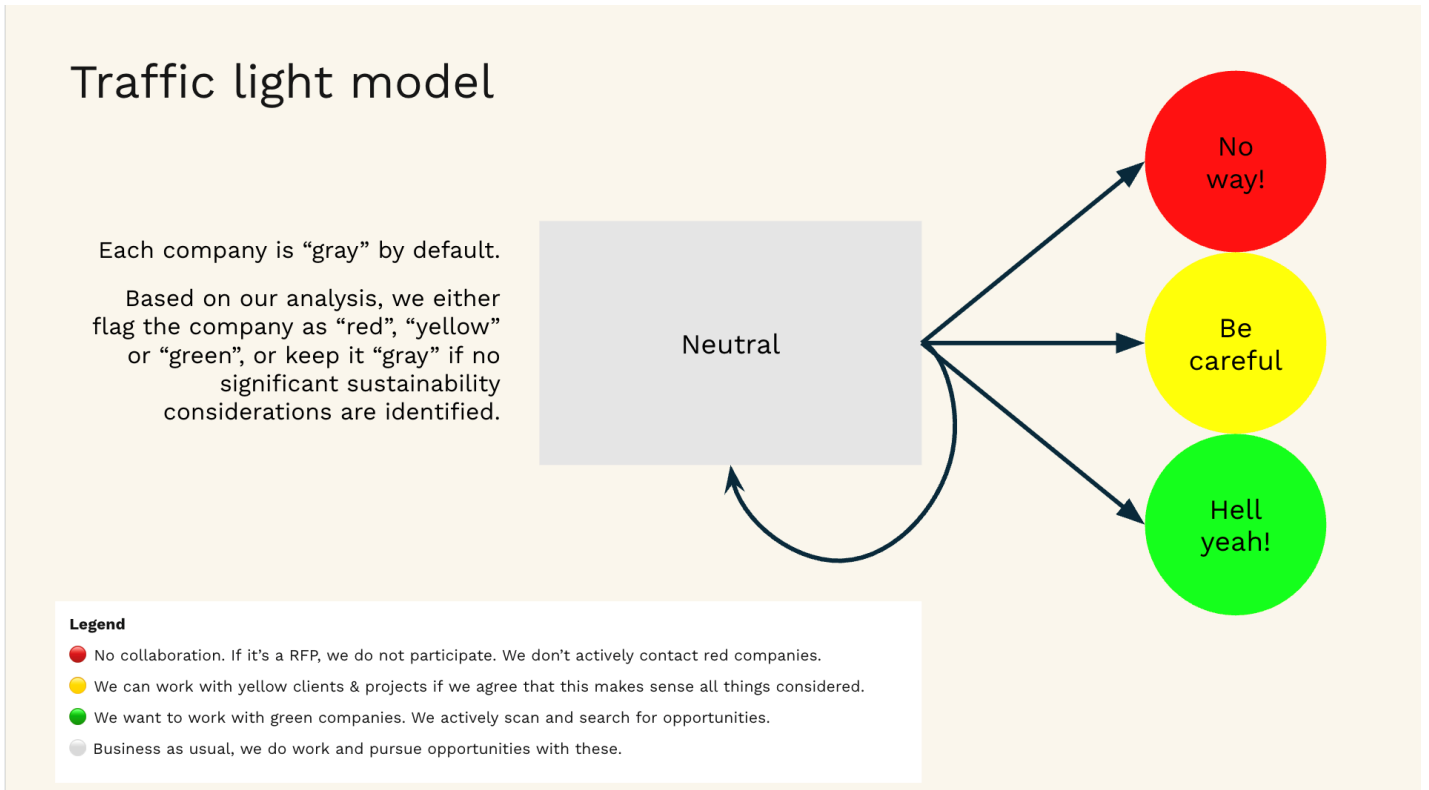 Traffic light model
Each company is “gray” by default.
Based on our analysis, we either
flag the company as “red”, “yellow”
or “green”, or keep it “gray” if no
significant sustainability
considerations are identified.
Neutral
No
way!
Be
careful
Hell
yeah!
Legend
No collaboration. If it’s a RFP, we do not participate. We don’t actively contact red companies.
We can work with yellow clients & projects if we agree that this makes sense all things considered.
We want to work with green companies. We actively scan and search for opportunities.
Business as usual, we do work and pursue opportunities with these.